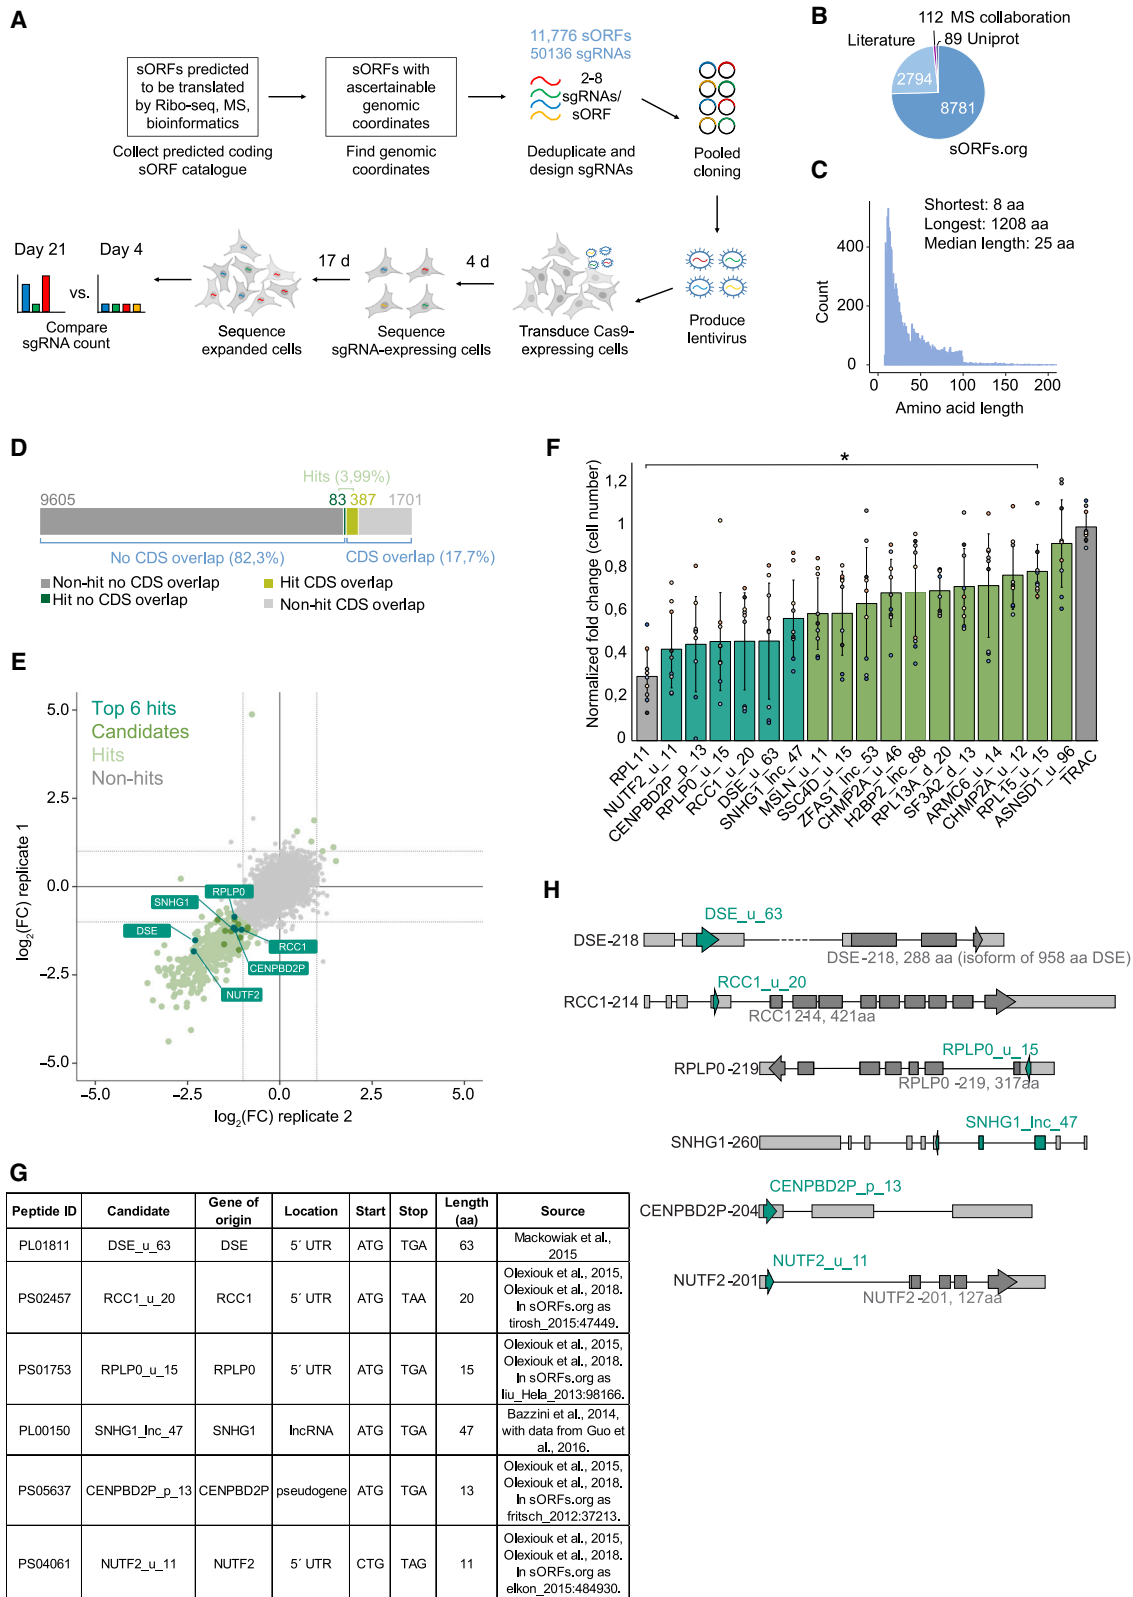 A
sORFs predicted
to be translated
by Ribo-seq, MS,
bioinformatics
Collect predicted coding
sORF catalogue
sORFs with
ascertainable
genomic
coordinates
Find genomic
coordinates
11,776 sORFs
50136 sgRNAs
2-8
sgRNAs/
sORF
Deduplicate and
design sgRNAs
Pooled
cloning
Produce
lentivirus
Transduce Cas9-
expressing cells
4 d
Sequence
sgRNA-expressing cells
17 d
Sequence
expanded cells
Day 21
vs.
Day 4
Compare
sgRNA count
B
112 MS collaboration
Literature
89 Uniprot
2794
8781
sORFs.org
C
Shortest: 8 aa
Longest: 1208 aa
Median length: 25 aa
Count
400
200
0
0 50 100 150 200
Amino acid length
D
Hits (3,99%)
9605 83 387 1701
No CDS overlap (82,3%)
CDS overlap (17,7%)
Non-hit no CDS overlap
Hit CDS overlap
Hit no CDS overlap
Non-hit CDS overlap
E
Top 6 hits
Candidates
Hits
Non-hits
log2(FC) replicate 1
5.0
2.5
0.0
−2.5
−5.0
RPLP0
SNHG1
DSE
RCC1
CENPBD2P
NUTF2
−5.0 −2.5 0.0 2.5 5.0
log2(FC) replicate 2
F
*
Normalized fold change (cell number)
1,2
1
0,8
0,6
0,4
0,2
0
RPL11
NUTF2_u_11
CENPBD2P_p_13
RPLP0_u_15
RCC1_u_20
DSE_u_63
SNHG1_lnc_47
MSLN_u_11
SSC4D_u_15
ZFAS1_lnc_53
CHMP2A_u_46
H2BP2_lnc_88
RPL13A_d_20
SF3A2_d_13
ARMC6_u_14
CHMP2A_u_12
RPL15_u_15
ASNSD1_u_96
TRAC
G
Peptide ID Candidate Gene of origin Location Start Stop Length (aa) Source
PL01811 DSE_u_63 DSE 5´ UTR ATG TGA 63 Mackowiak et al., 2015
PS02457 RCC1_u_20 RCC1 5´ UTR ATG TAA 20 Olexiouk et al., 2015, Olexiouk et al., 2018. In sORFs.org as tirosh_2015:47449.
PS01753 RPLP0_u_15 RPLP0 5´ UTR ATG TGA 15 Olexiouk et al., 2015, Olexiouk et al., 2018. In sORFs.org as liu_Hela_2013:98166.
PL00150 SNHG1_lnc_47 SNHG1 lncRNA ATG TGA 47 Bazzini et al., 2014, with data from Guo et al., 2016.
PS05637 CENPBD2P_p_13 CENPBD2P pseudogene ATG TGA 13 Olexiouk et al., 2015, Olexiouk et al., 2018. In sORFs.org as fritsch_2012:37213.
PS04061 NUTF2_u_11 NUTF2 5´ UTR CTG TAG 11 Olexiouk et al., 2015, Olexiouk et al., 2018. In sORFs.org as elkon_2015:484930.
H
DSE_u_63
DSE-218
DSE-218, 288 aa (isoform of 958 aa DSE)
RCC1_u_20
RCC1-214
RCC1 214, 421aa
RPLP0_u_15
RPLP0-219
RPLP0 -219, 317aa
SNHG1_lnc_47
SNHG1-260
CENPBD2P_p_13
CENPBD2P-204
NUTF2_u_11
NUTF2-201
NUTF2-201, 127aa